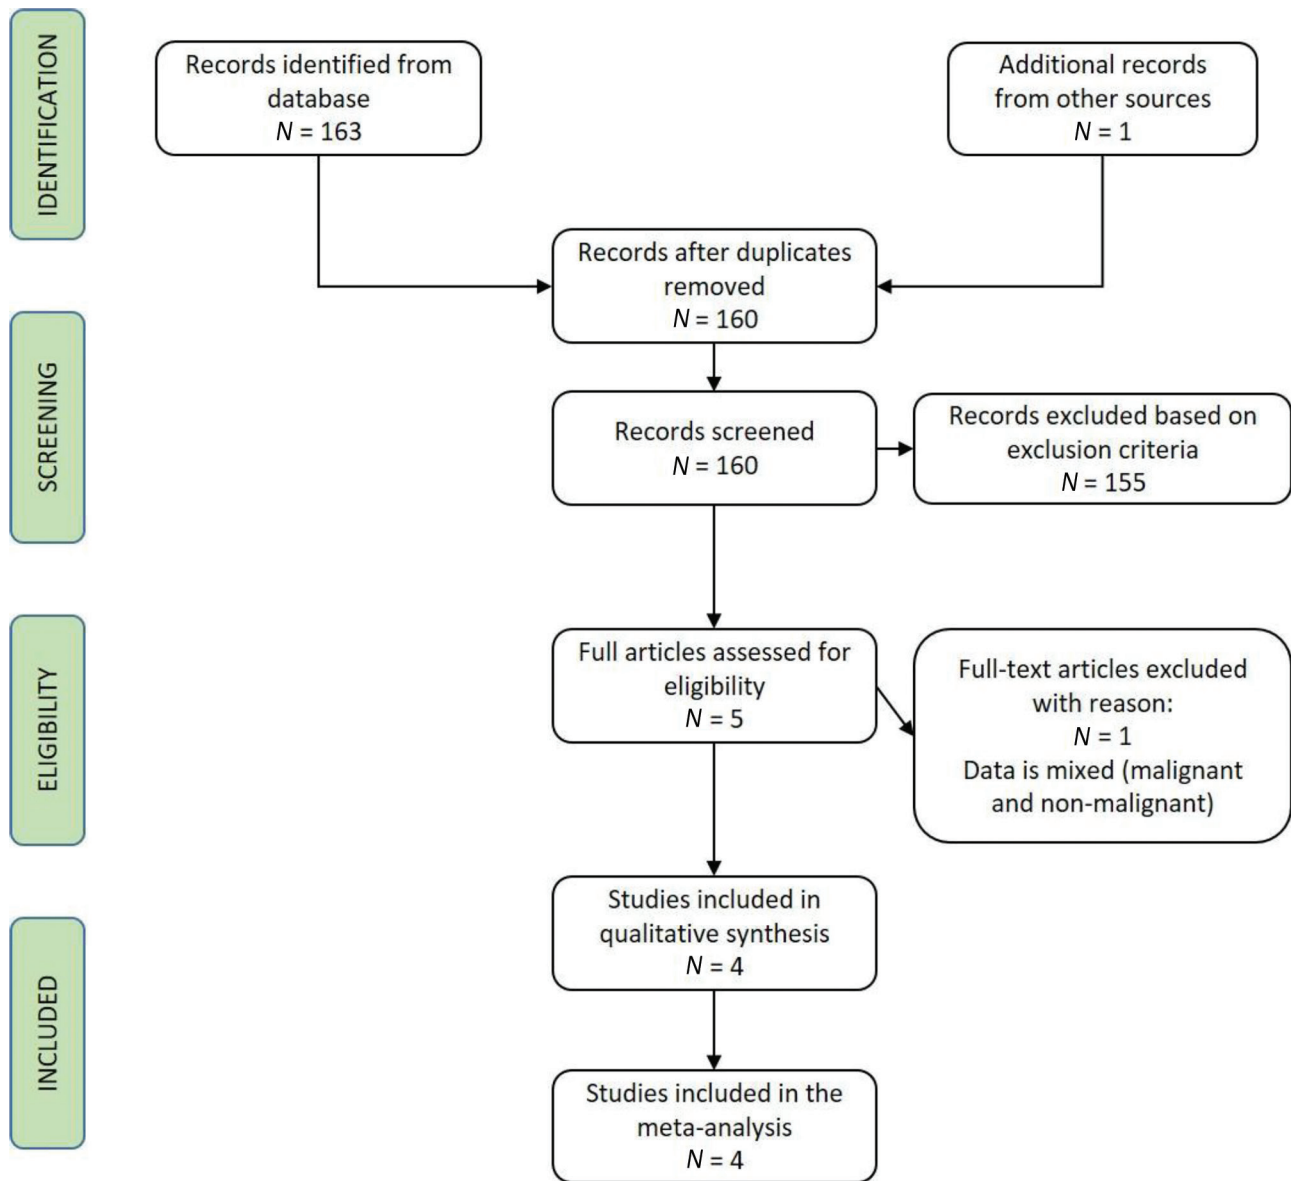 IDENTIFICATION
Records identified from
database
N = 163
Additional records
from other sources
N = 1
Records after duplicates
removed
N = 160
SCREENING
Records screened
N = 160
Records excluded based on
exclusion criteria
N = 155
ELIGIBILITY
Full articles assessed for
eligibility
N = 5
Full-text articles excluded
with reason:
N = 1
Data is mixed (malignant
and non-malignant)
INCLUDED
Studies included in
qualitative synthesis
N = 4
Studies included in the
meta-analysis
N = 4